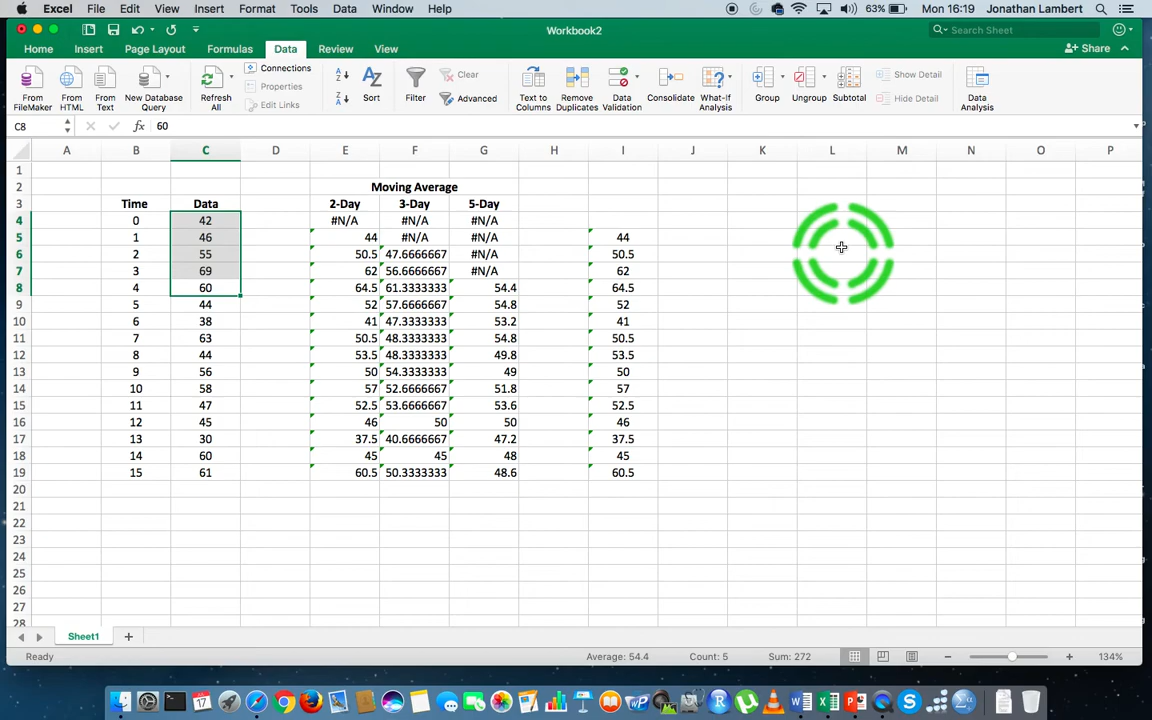 Excel File Edit View Insert Format Tools Data Window Help 63% Mon 16:19 Jonathan Lambert
Workbook2 Search Sheet
Home Insert Page Layout Formulas Data Review View Share
From FileMaker From HTML From Text New Database Query Refresh All Connections Properties Edit Links Sort Filter Clear Advanced Text to Columns Remove Duplicates Data Validation Consolidate What-If Analysis Group Ungroup Subtotal Show Detail Hide Detail Data Analysis
C8 fx 60
A B C D E F G H I J K L M N O P
1
2 Moving Average
3 Time Data 2-Day 3-Day 5-Day
4 0 42 #N/A #N/A #N/A
5 1 46 44 #N/A #N/A 44
6 2 55 50.5 47.6666667 #N/A 50.5
7 3 69 62 56.6666667 #N/A 62
8 4 60 64.5 61.3333333 54.4 64.5
9 5 44 52 57.6666667 54.8 52
10 6 38 41 47.3333333 53.2 41
11 7 63 50.5 48.3333333 54.8 50.5
12 8 44 53.5 48.3333333 49.8 53.5
13 9 56 50 54.3333333 49 50
14 10 58 57 52.6666667 51.8 57
15 11 47 52.5 53.6666667 53.6 52.5
16 12 45 46 50 50 46
17 13 30 37.5 40.6666667 47.2 37.5
18 14 60 45 45 48 45
19 15 61 60.5 50.3333333 48.6 60.5
20
21
22
23
24
25
26
27
28
Sheet1
Ready Average: 54.4 Count: 5 Sum: 272 134%